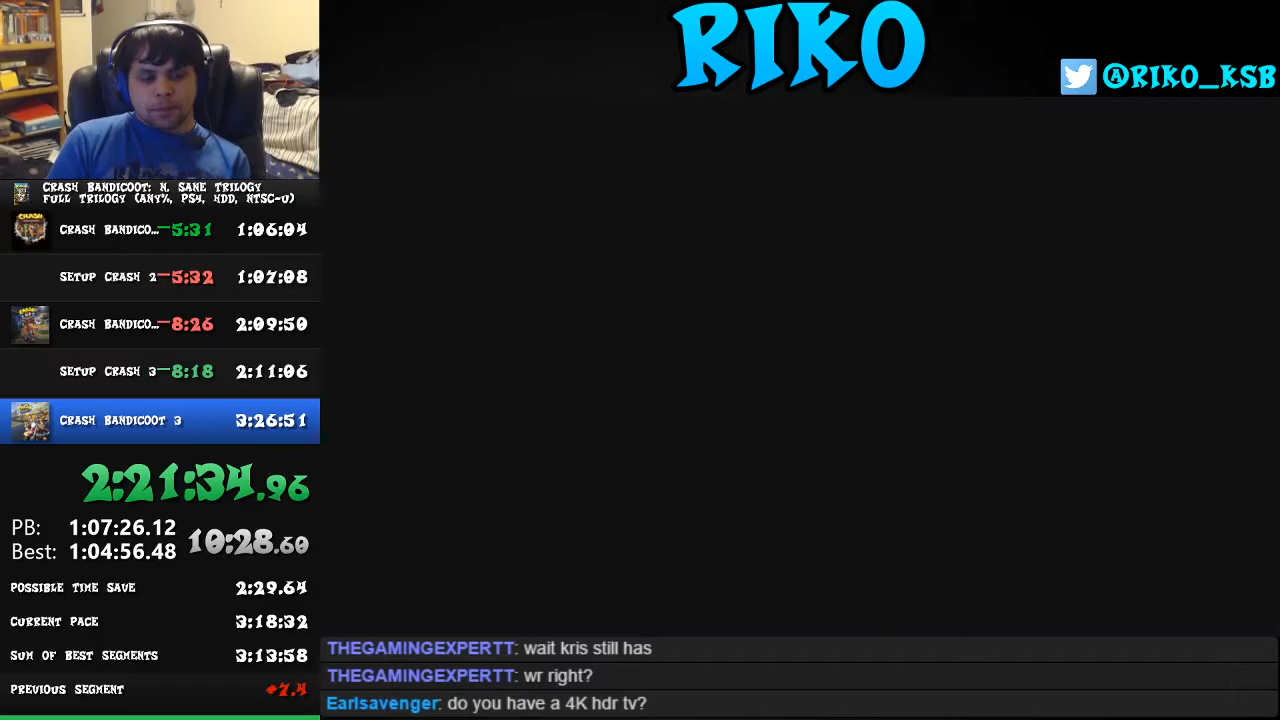 RIKO
@RIKO_KSB
CRASH BANDICOOT: N. SANE TRILOGY
FULL TRILOGY (ANY%, PS4, HDD, NTSC-U)
CRASH BANDICO... -5:31 1:06:04
SETUP CRASH 2 -5:32 1:07:08
CRASH BANDICO... -8:26 2:09:50
SETUP CRASH 3 -8:18 2:11:06
CRASH BANDICOOT 3 3:26:51
2:21:34.96
PB: 1:07:26.12
Best: 1:04:56.48
10:28.60
POSSIBLE TIME SAVE 2:29.64
CURRENT PACE 3:18:32
SUM OF BEST SEGMENTS 3:13:58
PREVIOUS SEGMENT +7.4
THEGAMINGEXPERTT: wait kris still has
THEGAMINGEXPERTT: wr right?
Earlsavenger: do you have a 4K hdr tv?